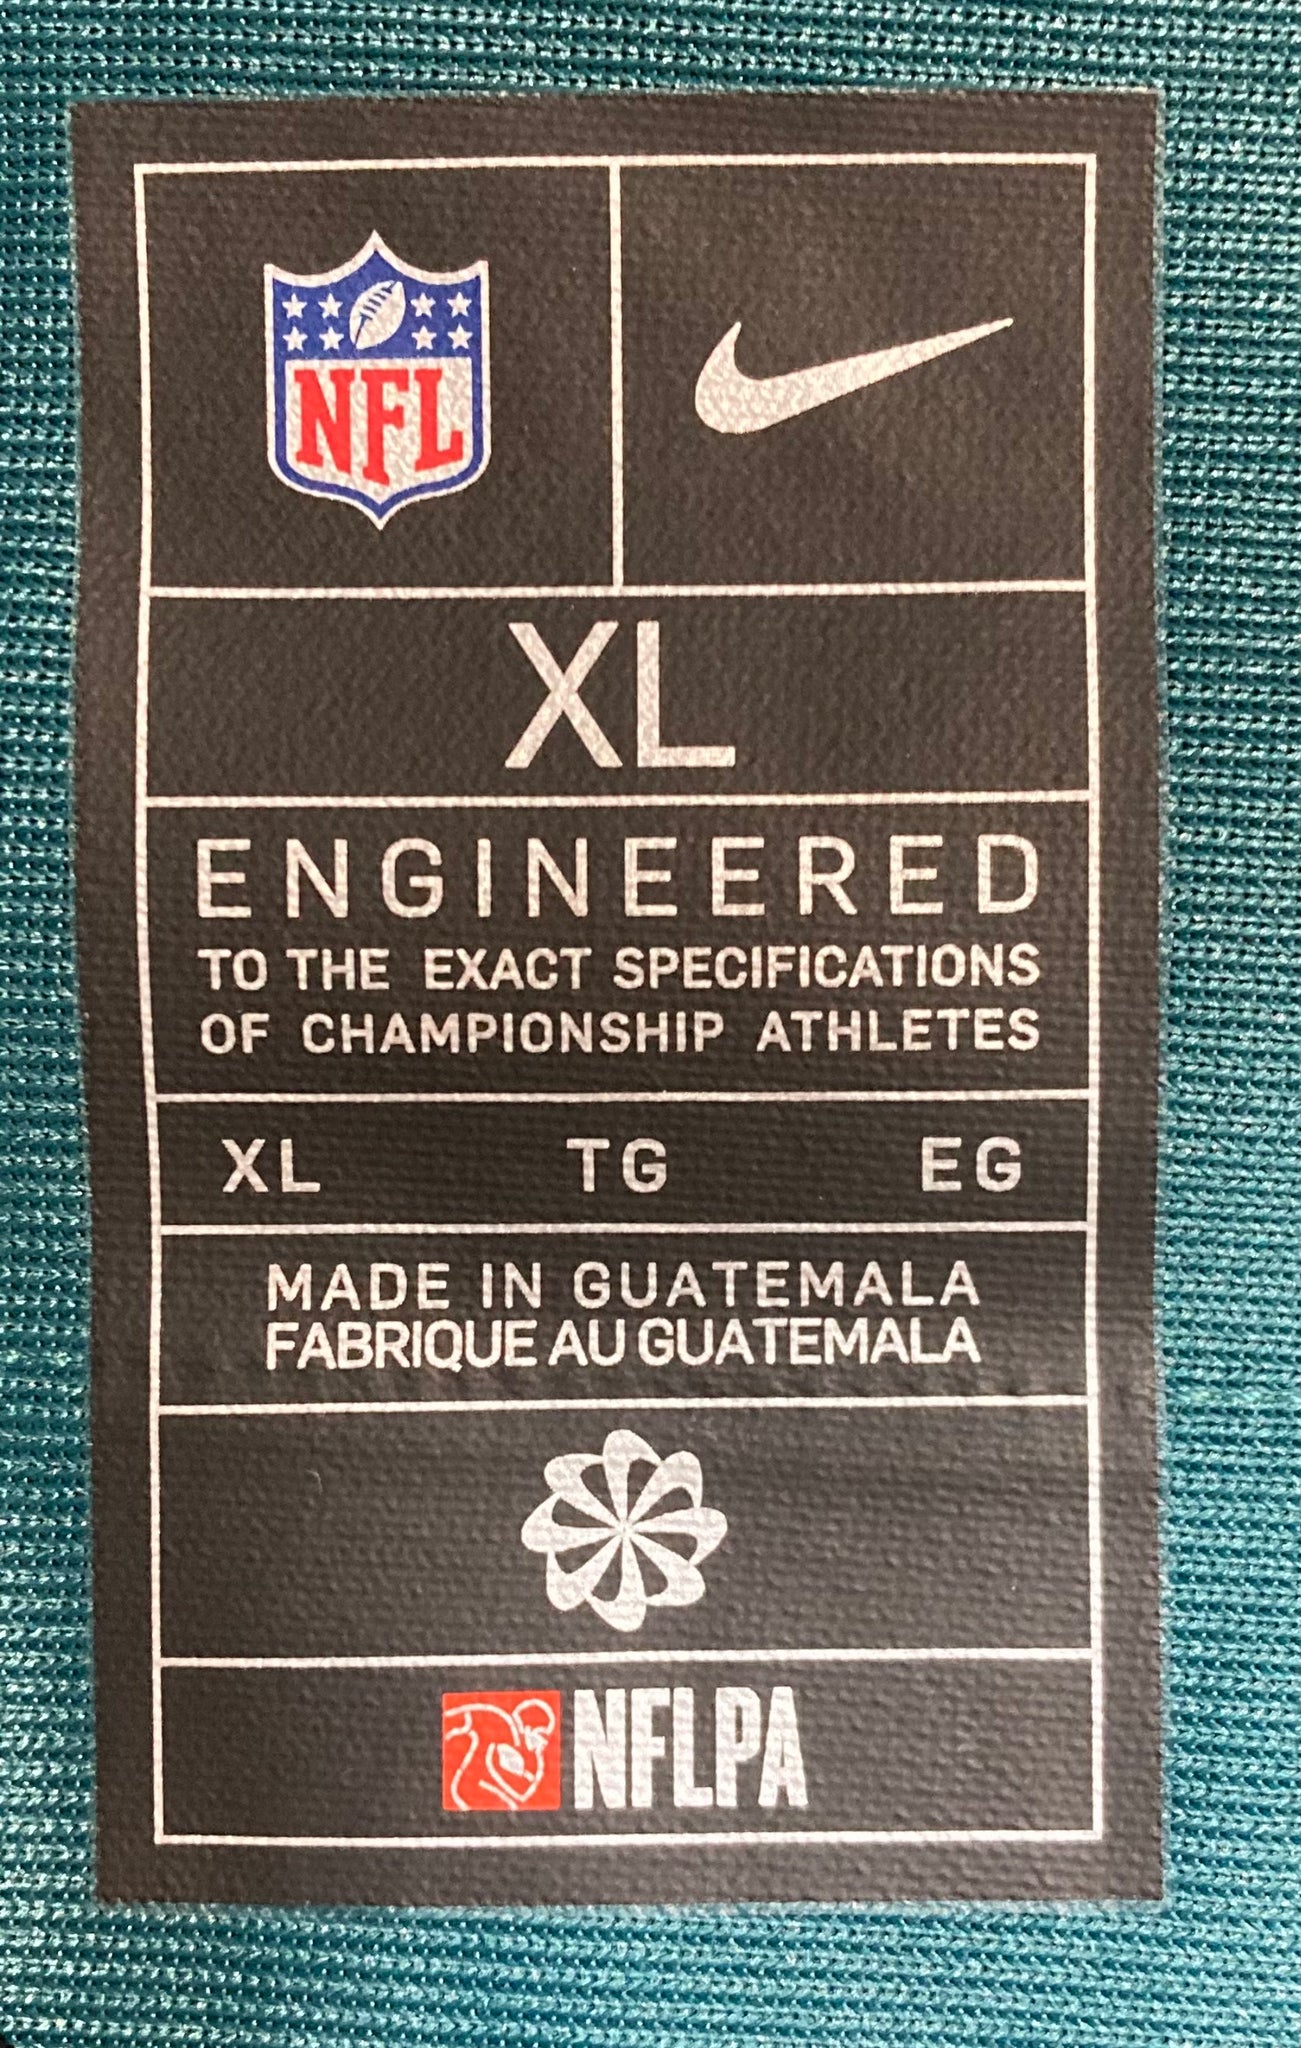 NFL
XL
ENGINEERED
TO THE EXACT SPECIFICATIONS
OF CHAMPIONSHIP ATHLETES
XL TG EG
MADE IN GUATEMALA
FABRIQUE AU GUATEMALA
NFLPA